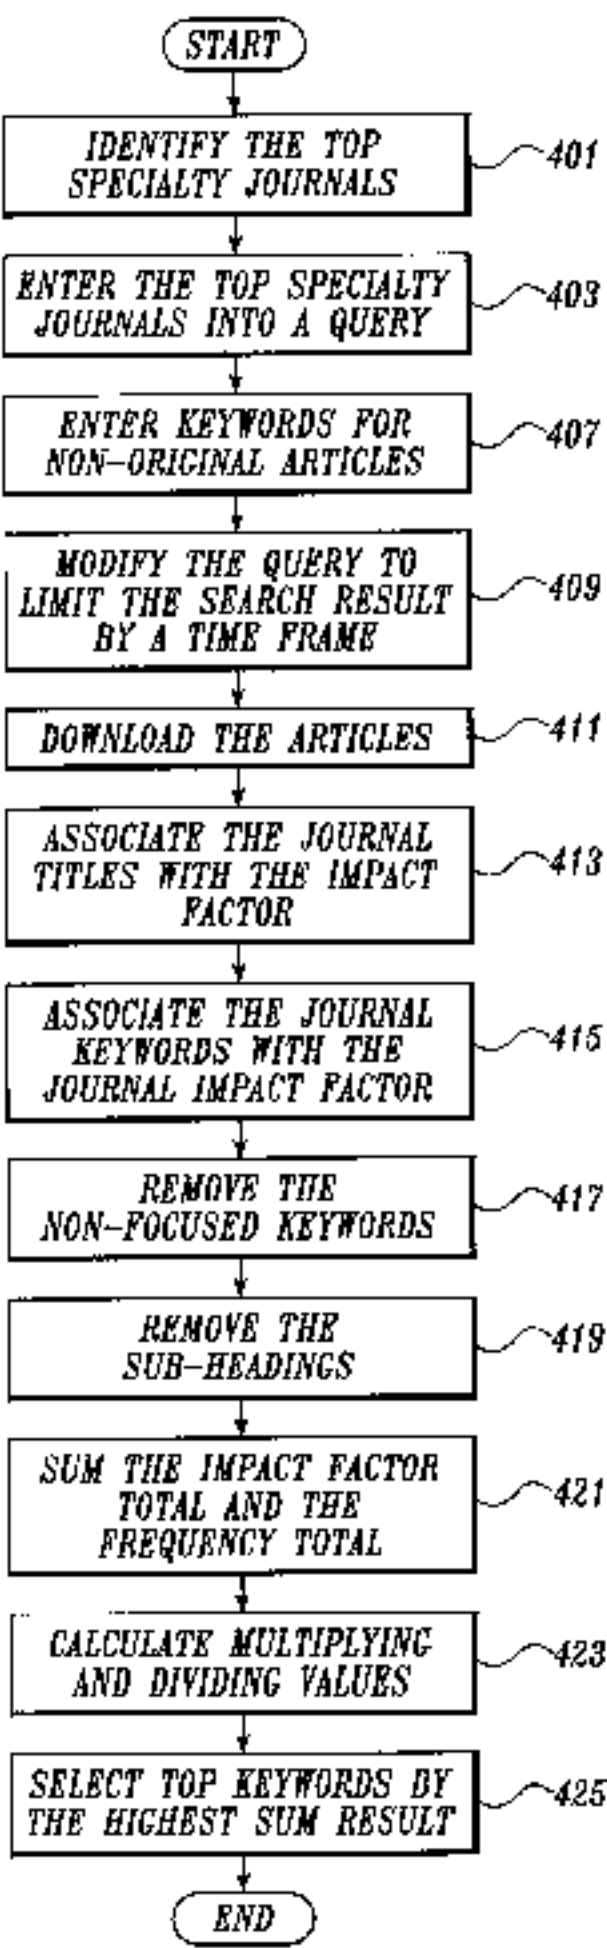 START
IDENTIFY THE TOP
SPECIALTY JOURNALS
401
ENTER THE TOP SPECIALTY
JOURNALS INTO A QUERY
403
ENTER KEYWORDS FOR
NON-ORIGINAL ARTICLES
407
MODIFY THE QUERY TO
LIMIT THE SEARCH RESULT
BY A TIME FRAME
409
DOWNLOAD THE ARTICLES
411
ASSOCIATE THE JOURNAL
TITLES WITH THE IMPACT
FACTOR
413
ASSOCIATE THE JOURNAL
KEYWORDS WITH THE
JOURNAL IMPACT FACTOR
415
REMOVE THE
NON-FOCUSED KEYWORDS
417
REMOVE THE
SUB-HEADINGS
419
SUM THE IMPACT FACTOR
TOTAL AND THE
FREQUENCY TOTAL
421
CALCULATE MULTIPLYING
AND DIVIDING VALUES
423
SELECT TOP KEYWORDS BY
THE HIGHEST SUM RESULT
425
END